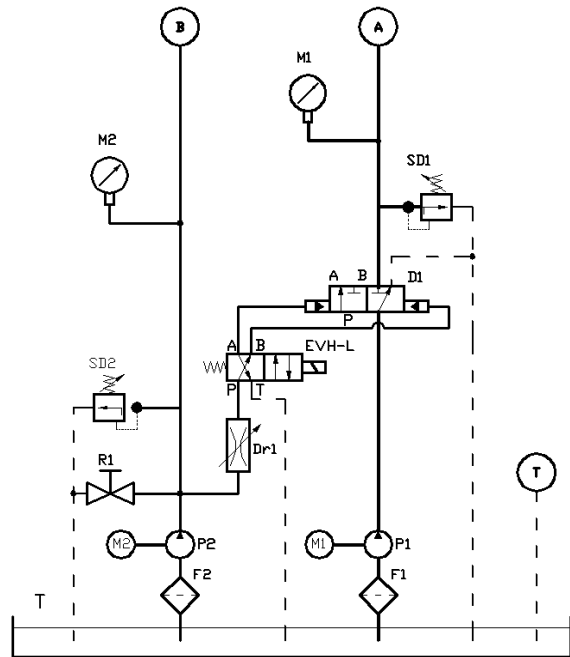 B A
M1
M2
SD1
A B D1
P
A B EVH-L
SD2
P T
R1 Dr1
T
M2 P2 M1 P1
F2 F1
T